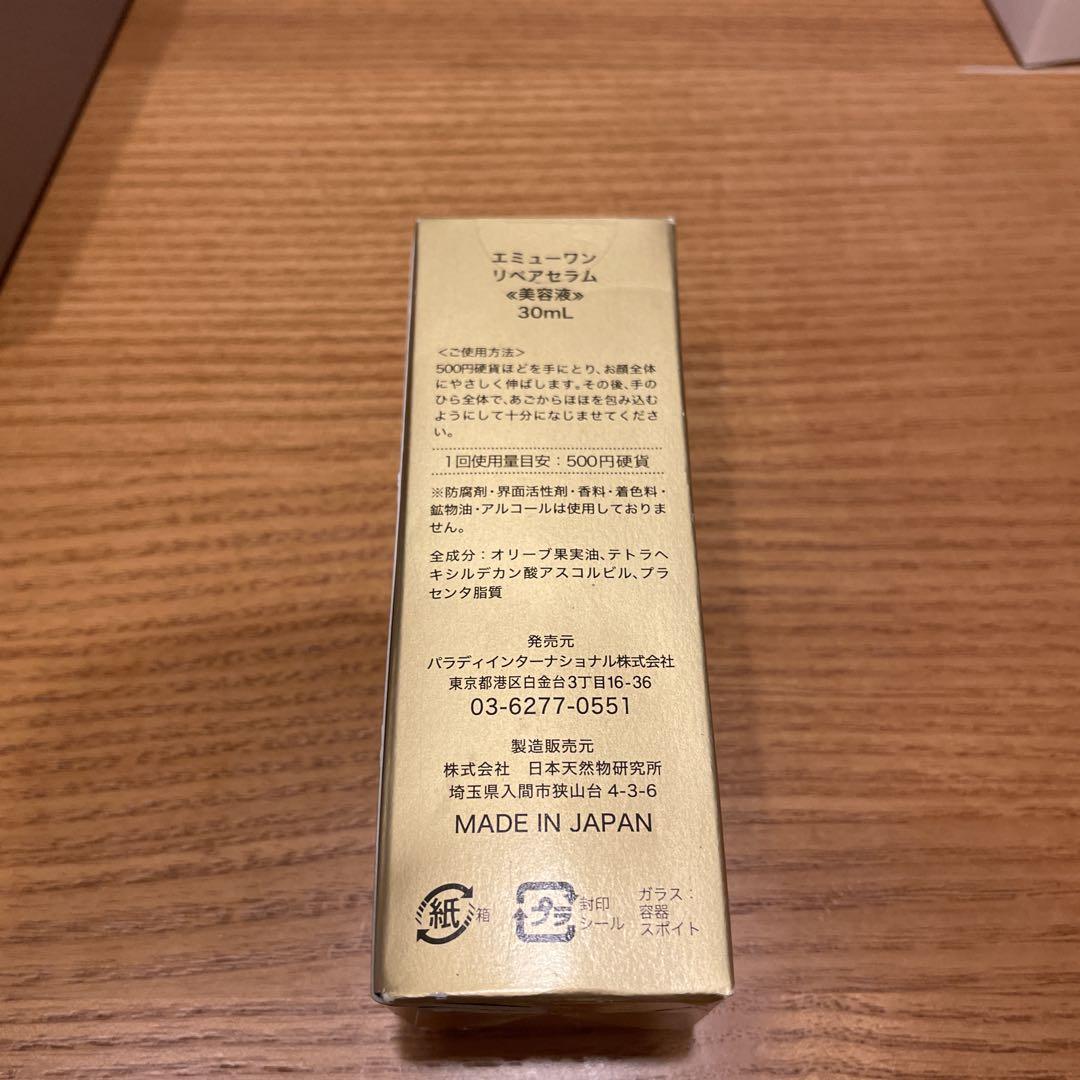 エミューワン
リペアセラム
≪美容液≫
30mL
＜ご使用方法＞
500円硬貨ほどを手にとり、お顔全体
にやさしく伸ばします。その後、手の
ひら全体で、あごからほほを包み込む
ようにして十分になじませてくださ
い。
1回使用量目安：500円硬貨
※防腐剤・界面活性剤・香料・着色料・
鉱物油・アルコールは使用しておりま
せん。
全成分：オリーブ果実油、テトラヘ
キシルデカン酸アスコルビル、プラ
センタ脂質
発売元
パラディインターナショナル株式会社
東京都港区白金台3丁目16-36
03-6277-0551
製造販売元
株式会社　日本天然物研究所
埼玉県入間市狭山台 4-3-6
MADE IN JAPAN
紙 箱
プラ 封印
シール
ガラス：
容器
スポイト